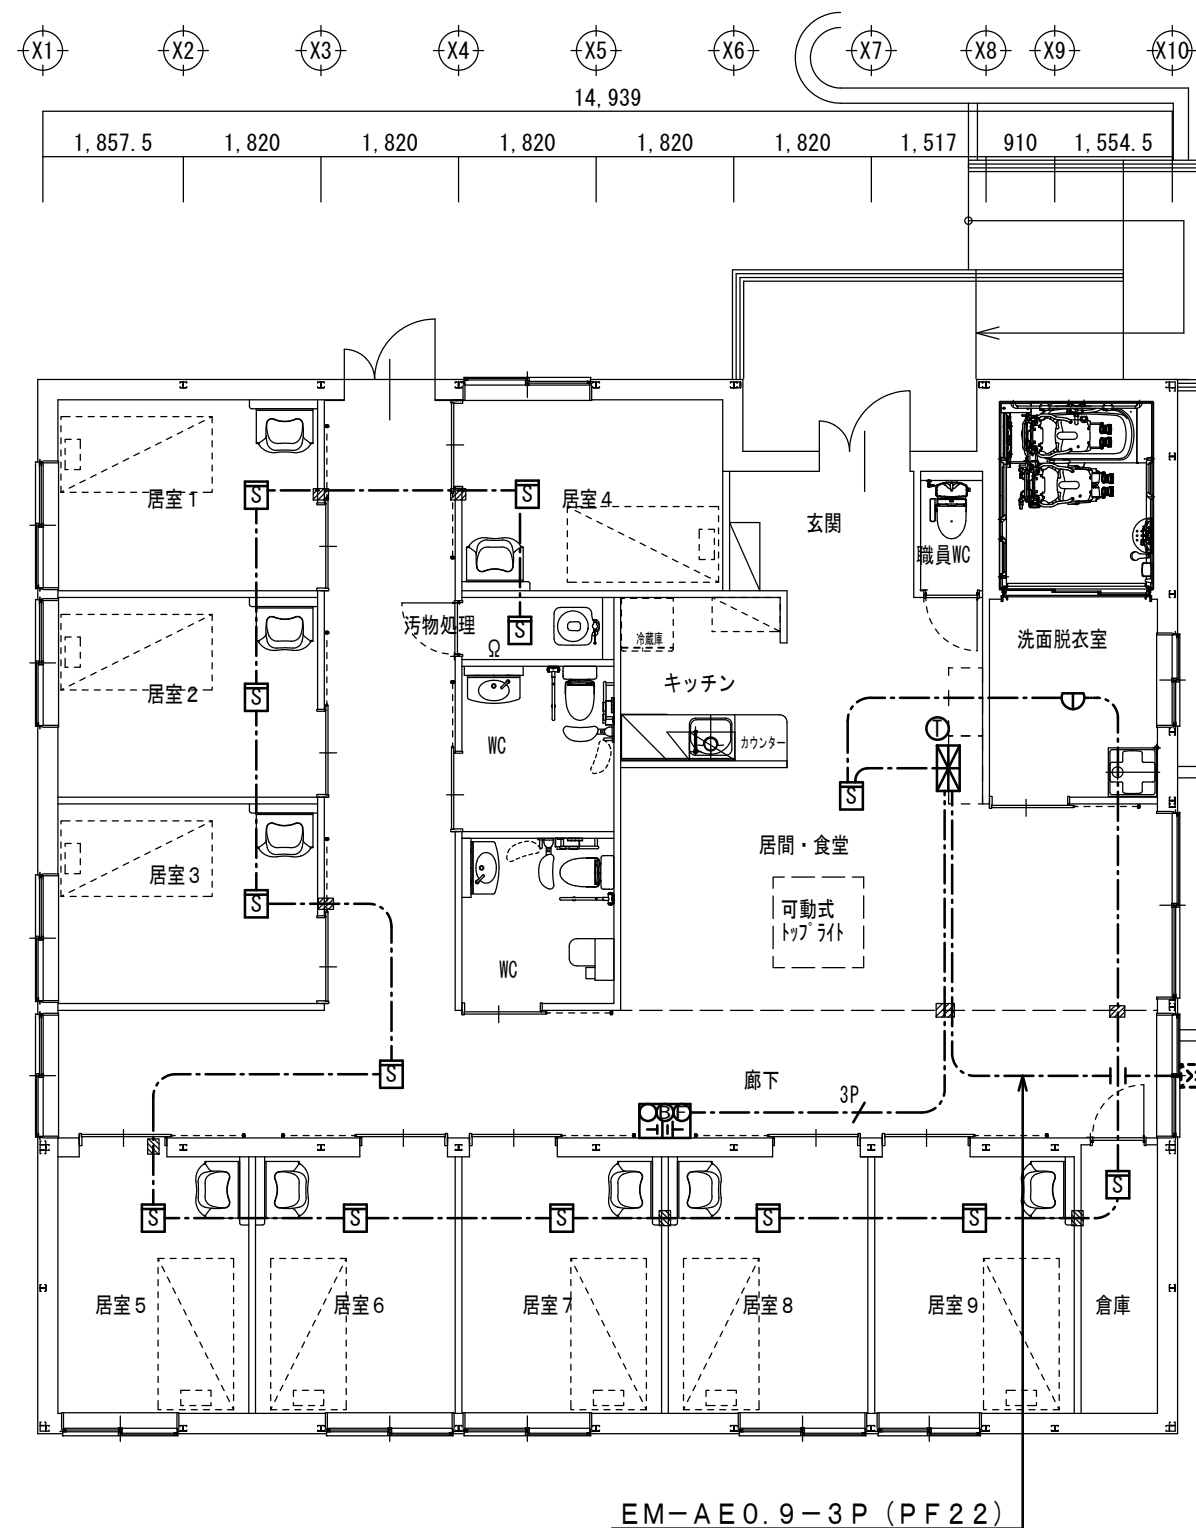 X1 X2 X3 X4 X5 X6 X7 X8 X9 X10
14,939
1,857.5 1,820 1,820 1,820 1,820 1,820 1,517 910 1,554.5
居室1
S
S
居室4
玄関
職員WC
汚物処理
S
Ω
冷蔵庫
洗面脱衣室
居室2
S
キッチン
WC
カウンター
T
S
居室3
S
居間・食堂
可動式
トップライト
WC
S
廊下
3P
B F
S
S
S
S
S
S
居室5
居室6
居室7
居室8
居室9
倉庫
EM-AE0.9-3P(PF22)